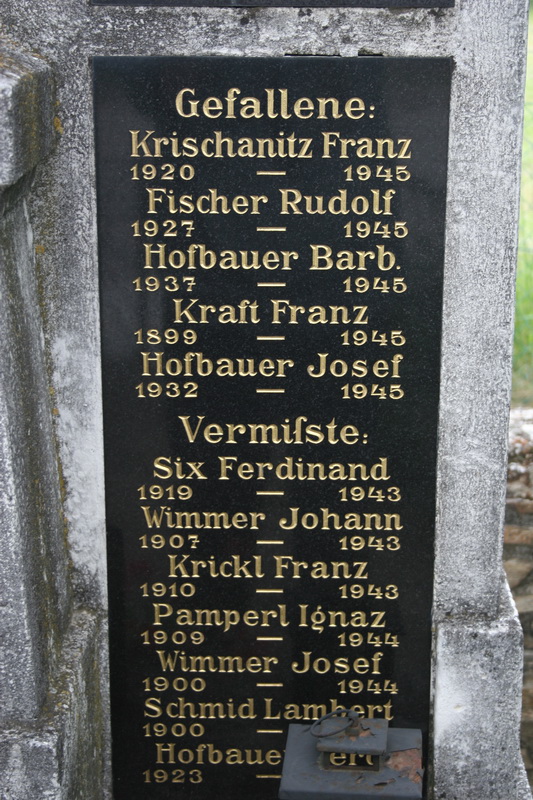 Gefallene:
Krischanitz Franz
1920 — 1945
Fischer Rudolf
1927 — 1945
Hofbauer Barb.
1937 — 1945
Kraft Franz
1899 — 1945
Hofbauer Josef
1932 — 1945
Vermiſste:
Six Ferdinand
1919 — 1943
Wimmer Johann
1907 — 1943
Krickl Franz
1910 — 1943
Pamperl Ignaz
1909 — 1944
Wimmer Josef
1900 — 1944
Schmid Lambert
1900 —
Hofbauer
1923 —